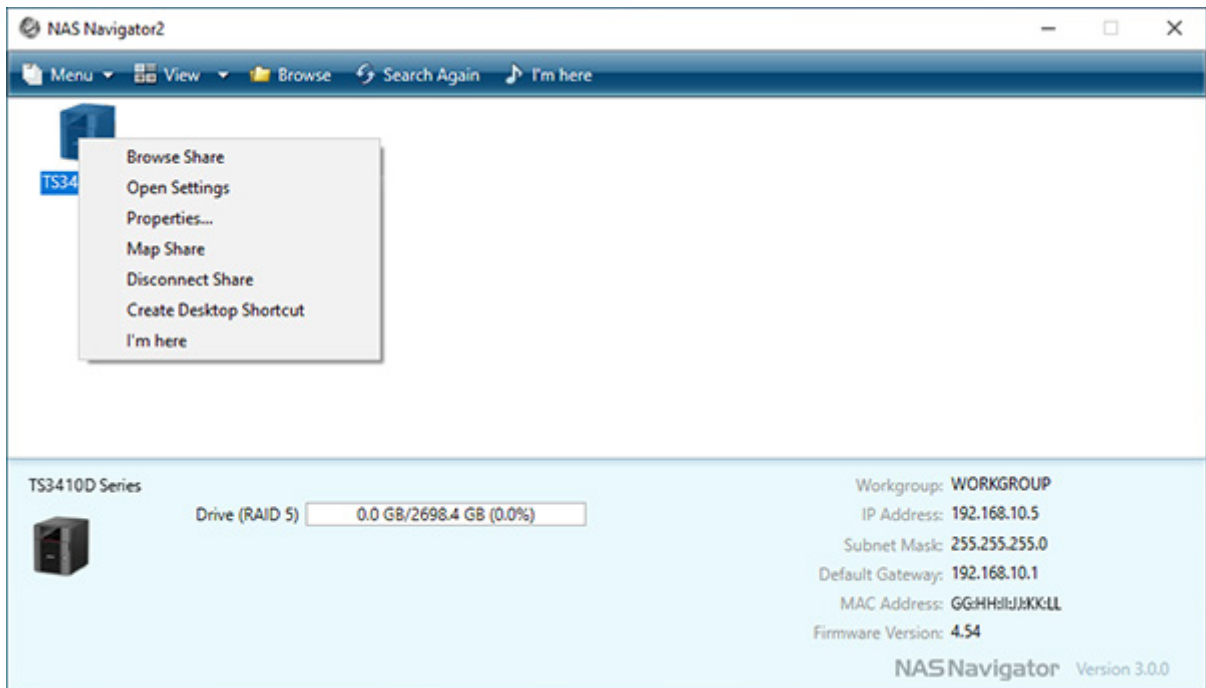 NAS Navigator2
Menu View Browse Search Again I'm here
TS34
Browse Share
Open Settings
Properties...
Map Share
Disconnect Share
Create Desktop Shortcut
I'm here
TS3410D Series
Drive (RAID 5) 0.0 GB/2698.4 GB (0.0%)
Workgroup: WORKGROUP
IP Address: 192.168.10.5
Subnet Mask: 255.255.255.0
Default Gateway: 192.168.10.1
MAC Address: GG:HH:II:JJ:KK:LL
Firmware Version: 4.54
NAS Navigator Version 3.0.0